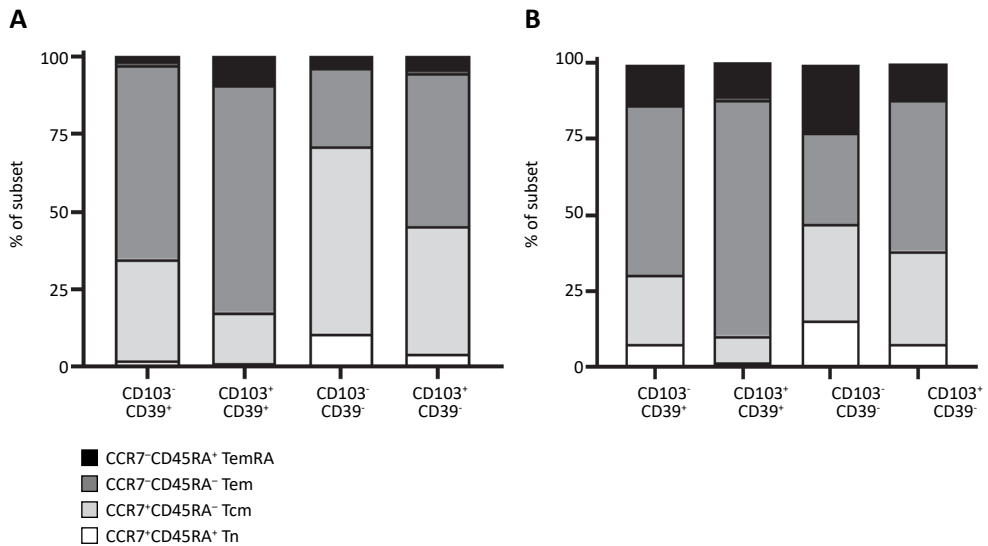 A
% of subset
100
75
50
25
0
CD103⁻ CD103⁺ CD103⁻ CD103⁺
CD39⁺ CD39⁺ CD39⁻ CD39⁻
B
% of subset
100
75
50
25
0
CD103⁻ CD103⁺ CD103⁻ CD103⁺
CD39⁺ CD39⁺ CD39⁻ CD39⁻
CCR7⁻CD45RA⁺ TemRA
CCR7⁻CD45RA⁻ Tem
CCR7⁺CD45RA⁻ Tcm
CCR7⁺CD45RA⁺ Tn